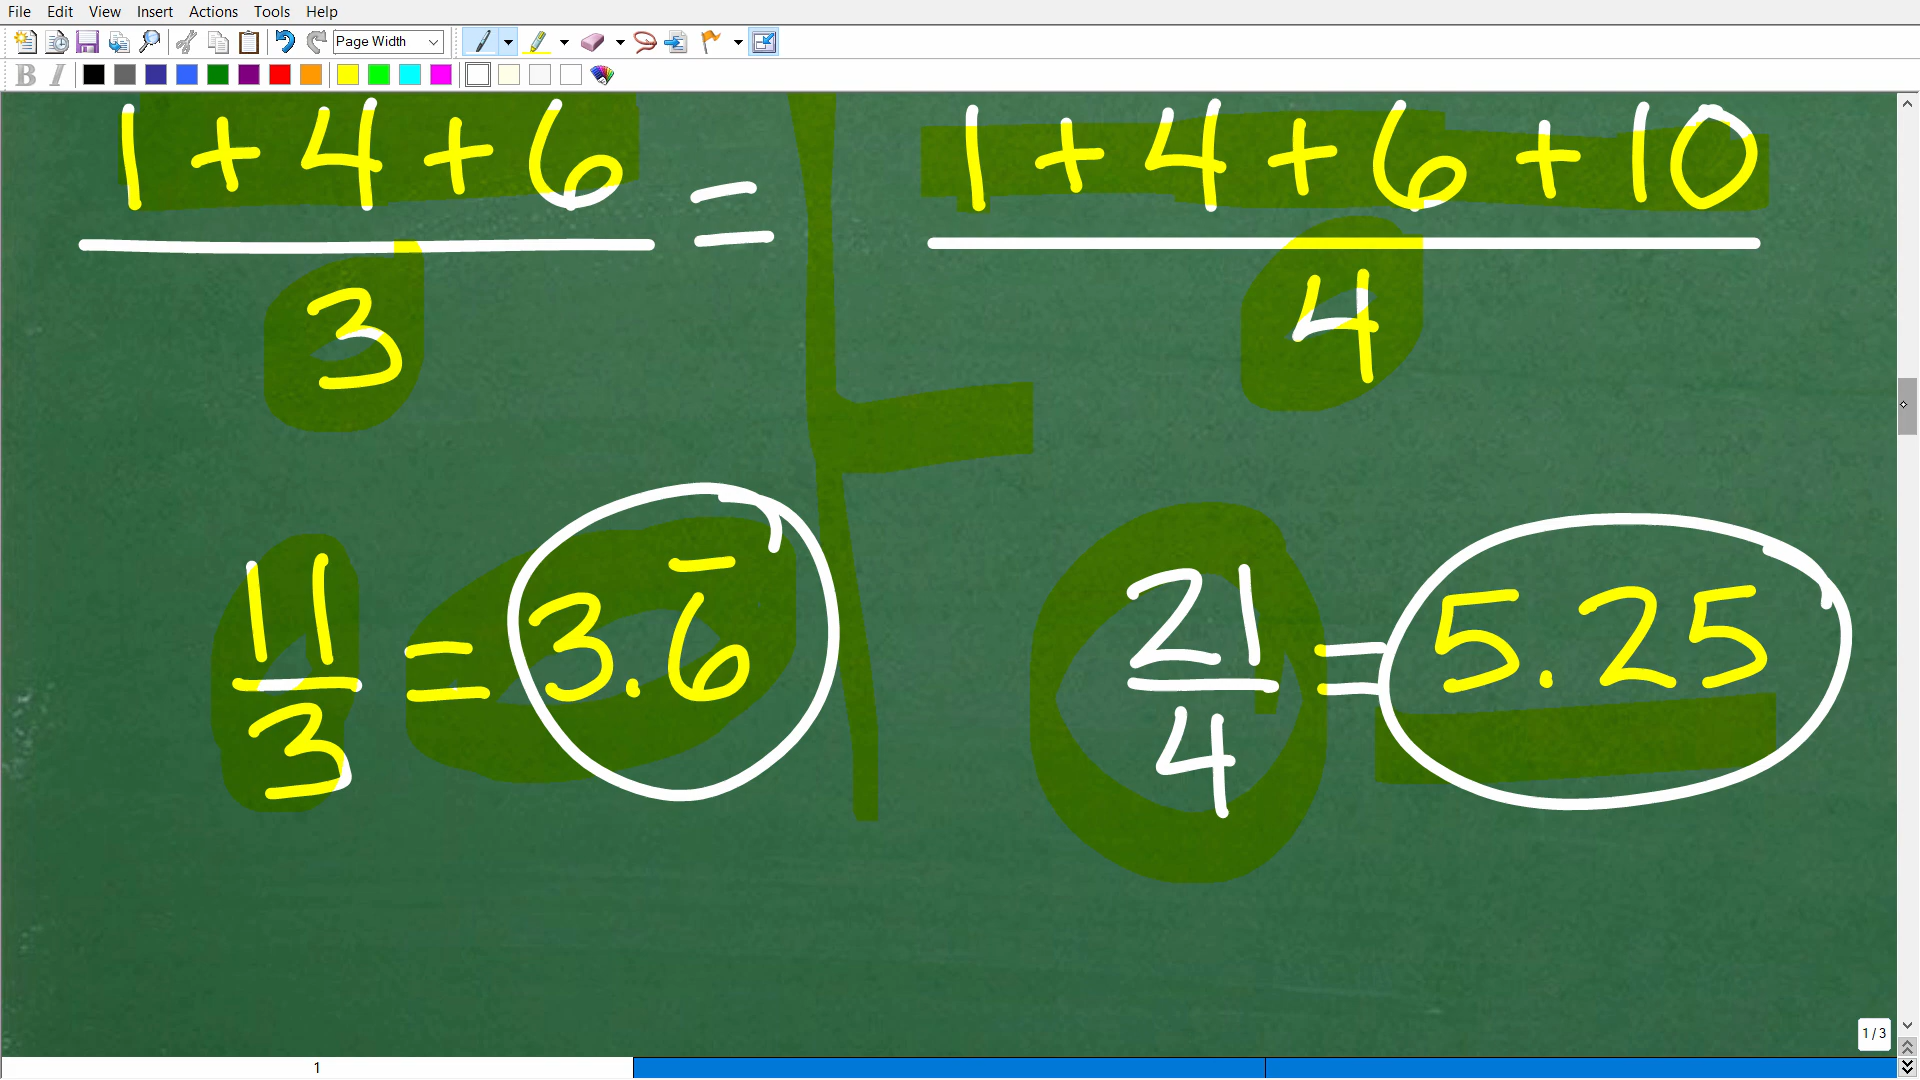 File Edit View Insert Actions Tools Help
Page Width
B I
1 + 4 + 6 =
3
11
3
= 3.6̅
1 + 4 + 6 + 10
4
21
4
= 5.25
1 / 3
1